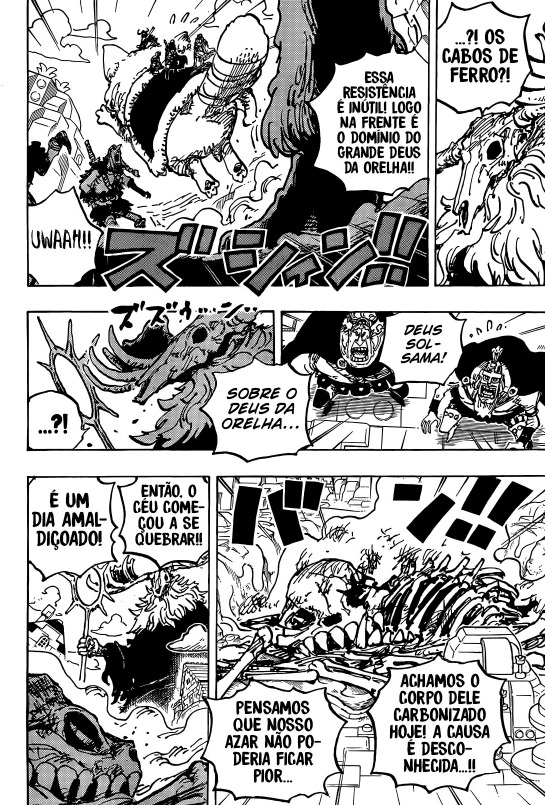 ...?! OS
CABOS DE
FERRO?!
ESSA
RESISTÊNCIA
É INÚTIL! LOGO
NA FRENTE É
O DOMÍNIO DO
GRANDE DEUS
DA ORELHA!!
UWAAH!!
ズシィン!!
DEUS
SOL-
SAMA!
ズズゥ…ン
SOBRE O
DEUS DA
ORELHA...
...?!
バン!!
ACHAMOS O
CORPO DELE
CARBONIZADO
HOJE! A CAUSA
É DESCO-
NHECIDA...!!
PENSAMOS
QUE NOSSO
AZAR NÃO PO-
DERIA FICAR
PIOR...
ENTÃO, O
CÉU COME-
ÇOU A SE
QUEBRAR!!
É UM
DIA AMAL-
DIÇOADO!